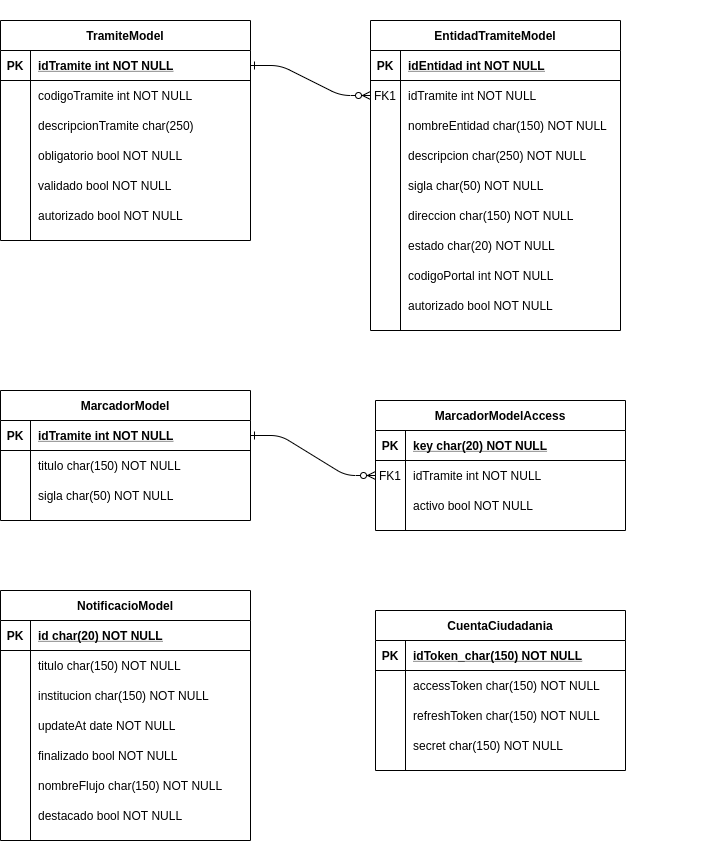 TramiteModel
PK idTramite int NOT NULL
codigoTramite int NOT NULL
descripcionTramite char(250)
obligatorio bool NOT NULL
validado bool NOT NULL
autorizado bool NOT NULL
EntidadTramiteModel
PK idEntidad int NOT NULL
FK1 idTramite int NOT NULL
nombreEntidad char(150) NOT NULL
descripcion char(250) NOT NULL
sigla char(50) NOT NULL
direccion char(150) NOT NULL
estado char(20) NOT NULL
codigoPortal int NOT NULL
autorizado bool NOT NULL
MarcadorModel
PK idTramite int NOT NULL
titulo char(150) NOT NULL
sigla char(50) NOT NULL
MarcadorModelAccess
PK key char(20) NOT NULL
FK1 idTramite int NOT NULL
activo bool NOT NULL
NotificacioModel
PK id char(20) NOT NULL
titulo char(150) NOT NULL
institucion char(150) NOT NULL
updateAt date NOT NULL
finalizado bool NOT NULL
nombreFlujo char(150) NOT NULL
destacado bool NOT NULL
CuentaCiudadania
PK idToken_char(150) NOT NULL
accessToken char(150) NOT NULL
refreshToken char(150) NOT NULL
secret char(150) NOT NULL